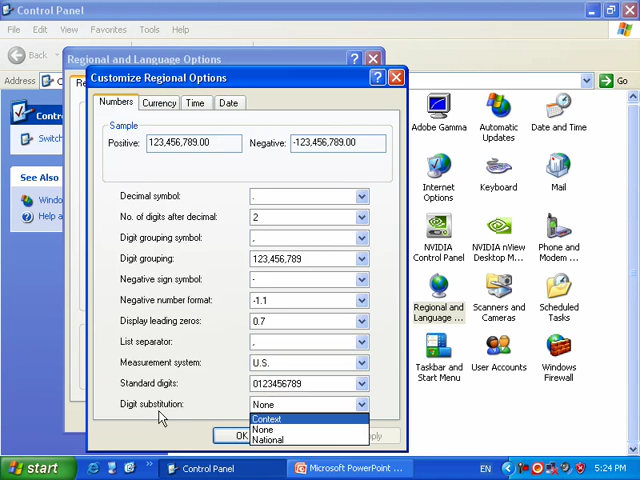 Control Panel
File Edit View Favorites Tools Help
Back
Address
Go
Regional and Language Options
Customize Regional Options
Numbers Currency Time Date
Sample
Positive: 123,456,789.00 Negative: -123,456,789.00
Decimal symbol: .
No. of digits after decimal: 2
Digit grouping symbol: ,
Digit grouping: 123,456,789
Negative sign symbol: -
Negative number format: -1.1
Display leading zeros: 0.7
List separator: ,
Measurement system: U.S.
Standard digits: 0123456789
Digit substitution: None
Context
None
National
OK
Switch
See Also
Adobe Gamma
Automatic Updates
Date and Time
Internet Options
Keyboard
Mail
NVIDIA Control Panel
NVIDIA nView Desktop M...
Phone and Modem ...
Regional and Language ...
Scanners and Cameras
Scheduled Tasks
Taskbar and Start Menu
User Accounts
Windows Firewall
start
Control Panel
Microsoft PowerPoint ...
EN
5:24 PM